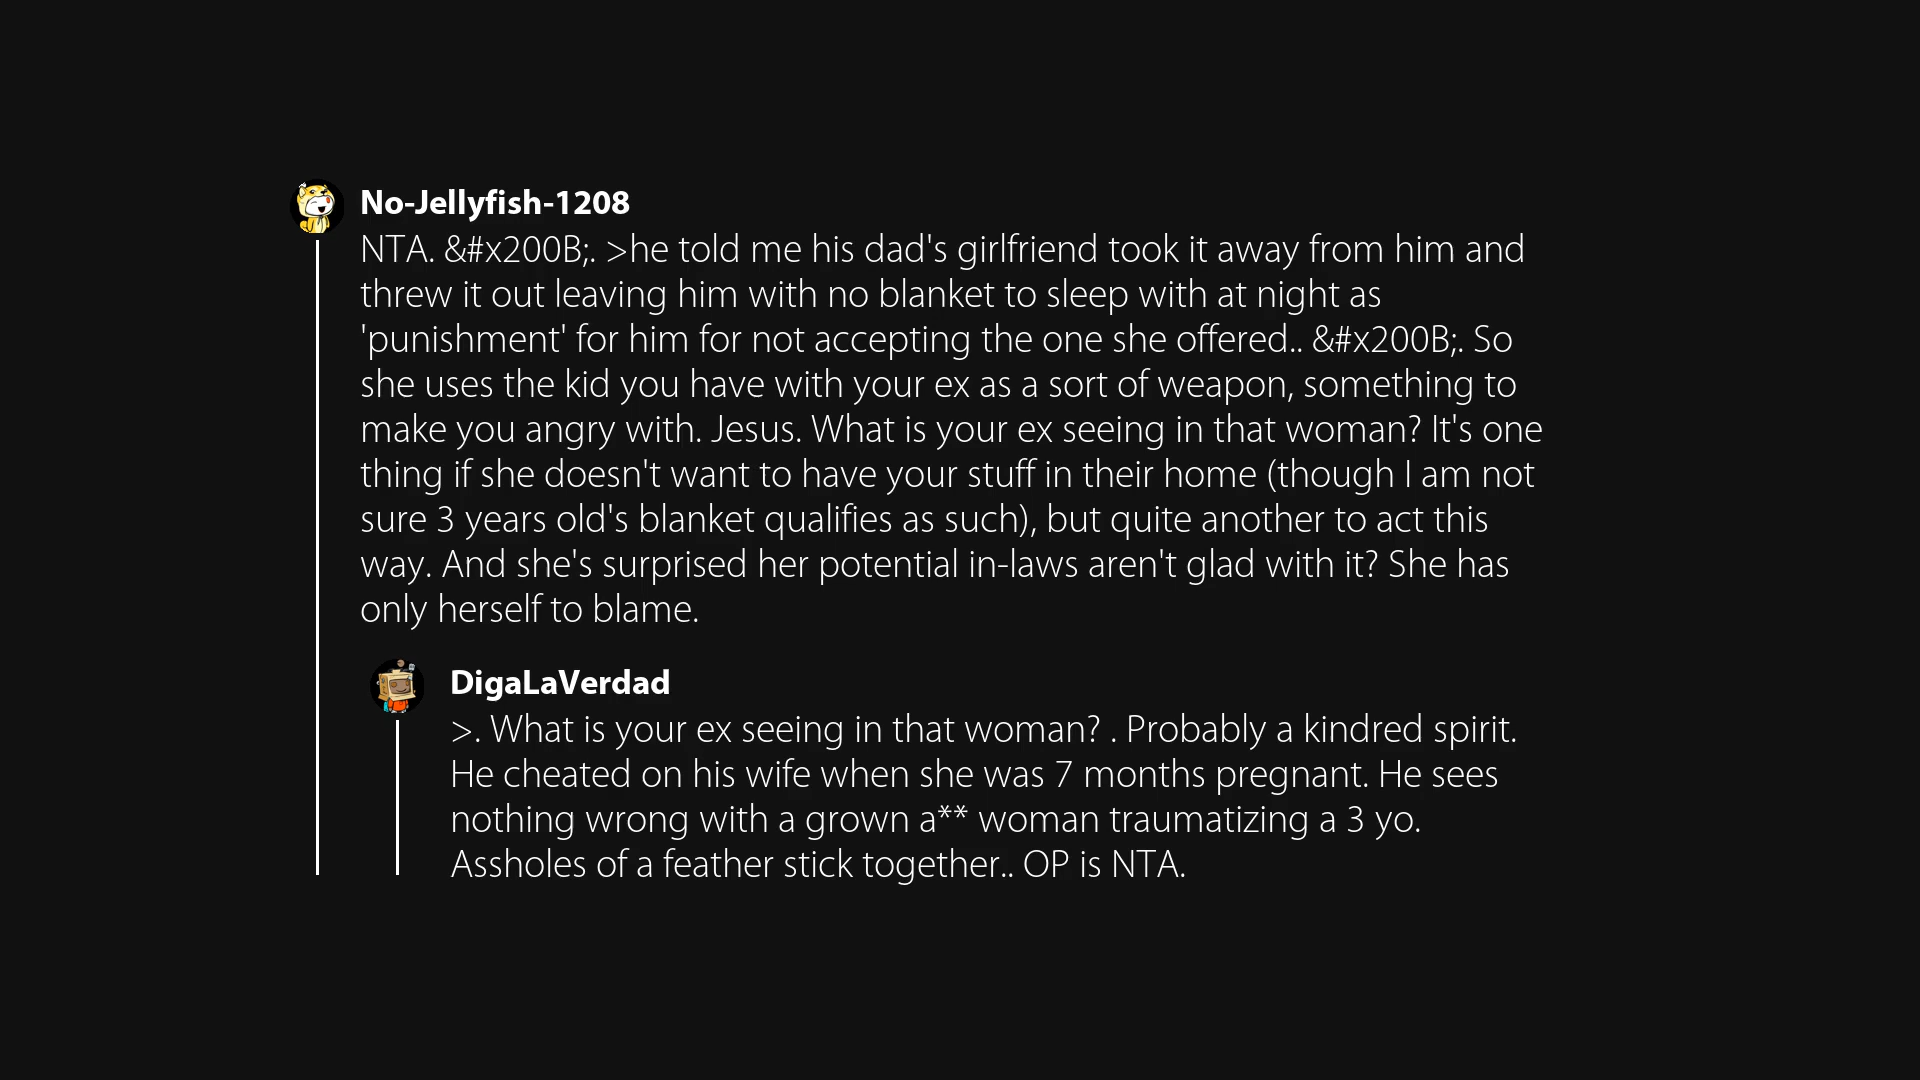 No-Jellyfish-1208
NTA. &#x200B;. >he told me his dad's girlfriend took it away from him and
threw it out leaving him with no blanket to sleep with at night as
'punishment' for him for not accepting the one she offered.. &#x200B;. So
she uses the kid you have with your ex as a sort of weapon, something to
make you angry with. Jesus. What is your ex seeing in that woman? It's one
thing if she doesn't want to have your stuff in their home (though I am not
sure 3 years old's blanket qualifies as such), but quite another to act this
way. And she's surprised her potential in-laws aren't glad with it? She has
only herself to blame.
DigaLaVerdad
>. What is your ex seeing in that woman? . Probably a kindred spirit.
He cheated on his wife when she was 7 months pregnant. He sees
nothing wrong with a grown a** woman traumatizing a 3 yo.
Assholes of a feather stick together.. OP is NTA.